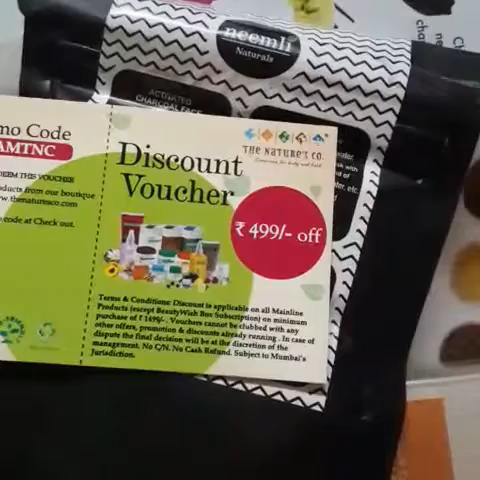 neemli
Naturals
ACTIVATED
CHARCOAL FACE
mo Code
AMTNC
DEEM THIS VOUCHER
oducts from our boutique
w.thenaturesco.com
o code at Check out.
Discount
Voucher
THE NATURE'S CO.
₹ 499/- off
Terms & Conditions: Discount is applicable on all Mainline
Products (except BeautyWish Box Subscription) on minimum
purchase of ₹ 1499/-. Vouchers cannot be clubbed with any
other offers, promotion & discounts already running. In case of
dispute the final decision will be at the discretion of the
management. No C/N. No Cash Refund. Subject to Mumbai's
Jurisdiction.